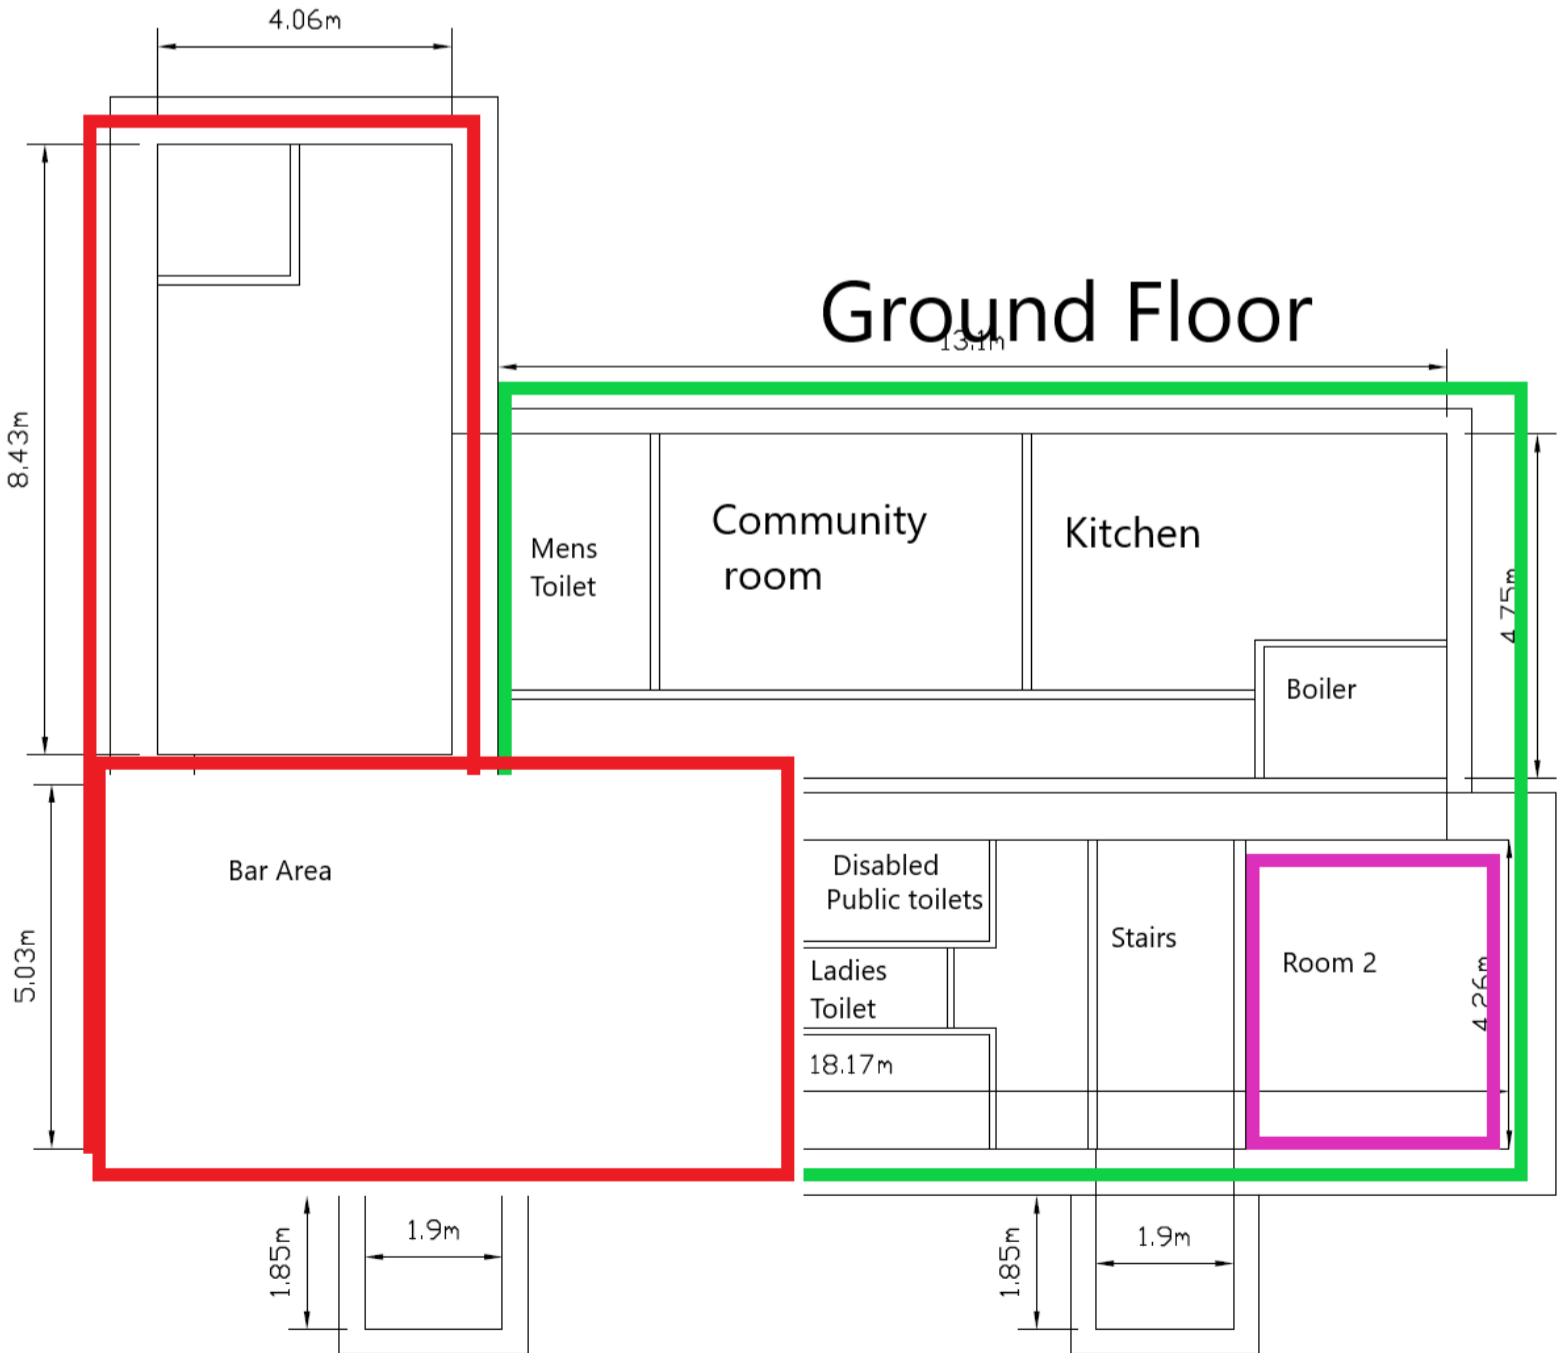 4.06m
Ground Floor
13.1m
8.43m
Mens
Toilet
Community
room
Kitchen
4.75m
Boiler
Bar Area
Disabled
Public toilets
Stairs
Room 2
5.03m
Ladies
Toilet
4.26m
18.17m
1.85m
1.9m
1.85m
1.9m